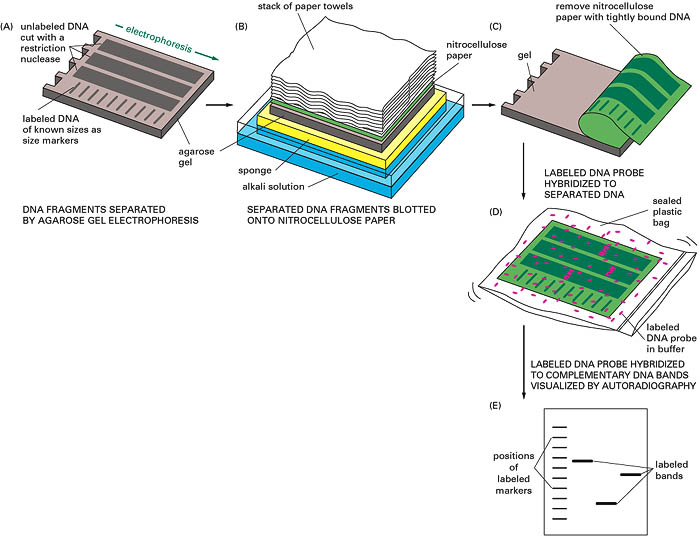 (A)
unlabeled DNA
cut with a
restriction
nuclease
electrophoresis
labeled DNA
of known sizes as
size markers
agarose
gel
DNA FRAGMENTS SEPARATED
BY AGAROSE GEL ELECTROPHORESIS
(B)
stack of paper towels
nitrocellulose
paper
sponge
alkali solution
SEPARATED DNA FRAGMENTS BLOTTED
ONTO NITROCELLULOSE PAPER
(C)
remove nitrocellulose
paper with tightly bound DNA
gel
LABELED DNA PROBE
HYBRIDIZED TO
SEPARATED DNA
(D)
sealed
plastic
bag
labeled
DNA probe
in buffer
LABELED DNA PROBE HYBRIDIZED
TO COMPLEMENTARY DNA BANDS
VISUALIZED BY AUTORADIOGRAPHY
(E)
positions
of
labeled
markers
labeled
bands